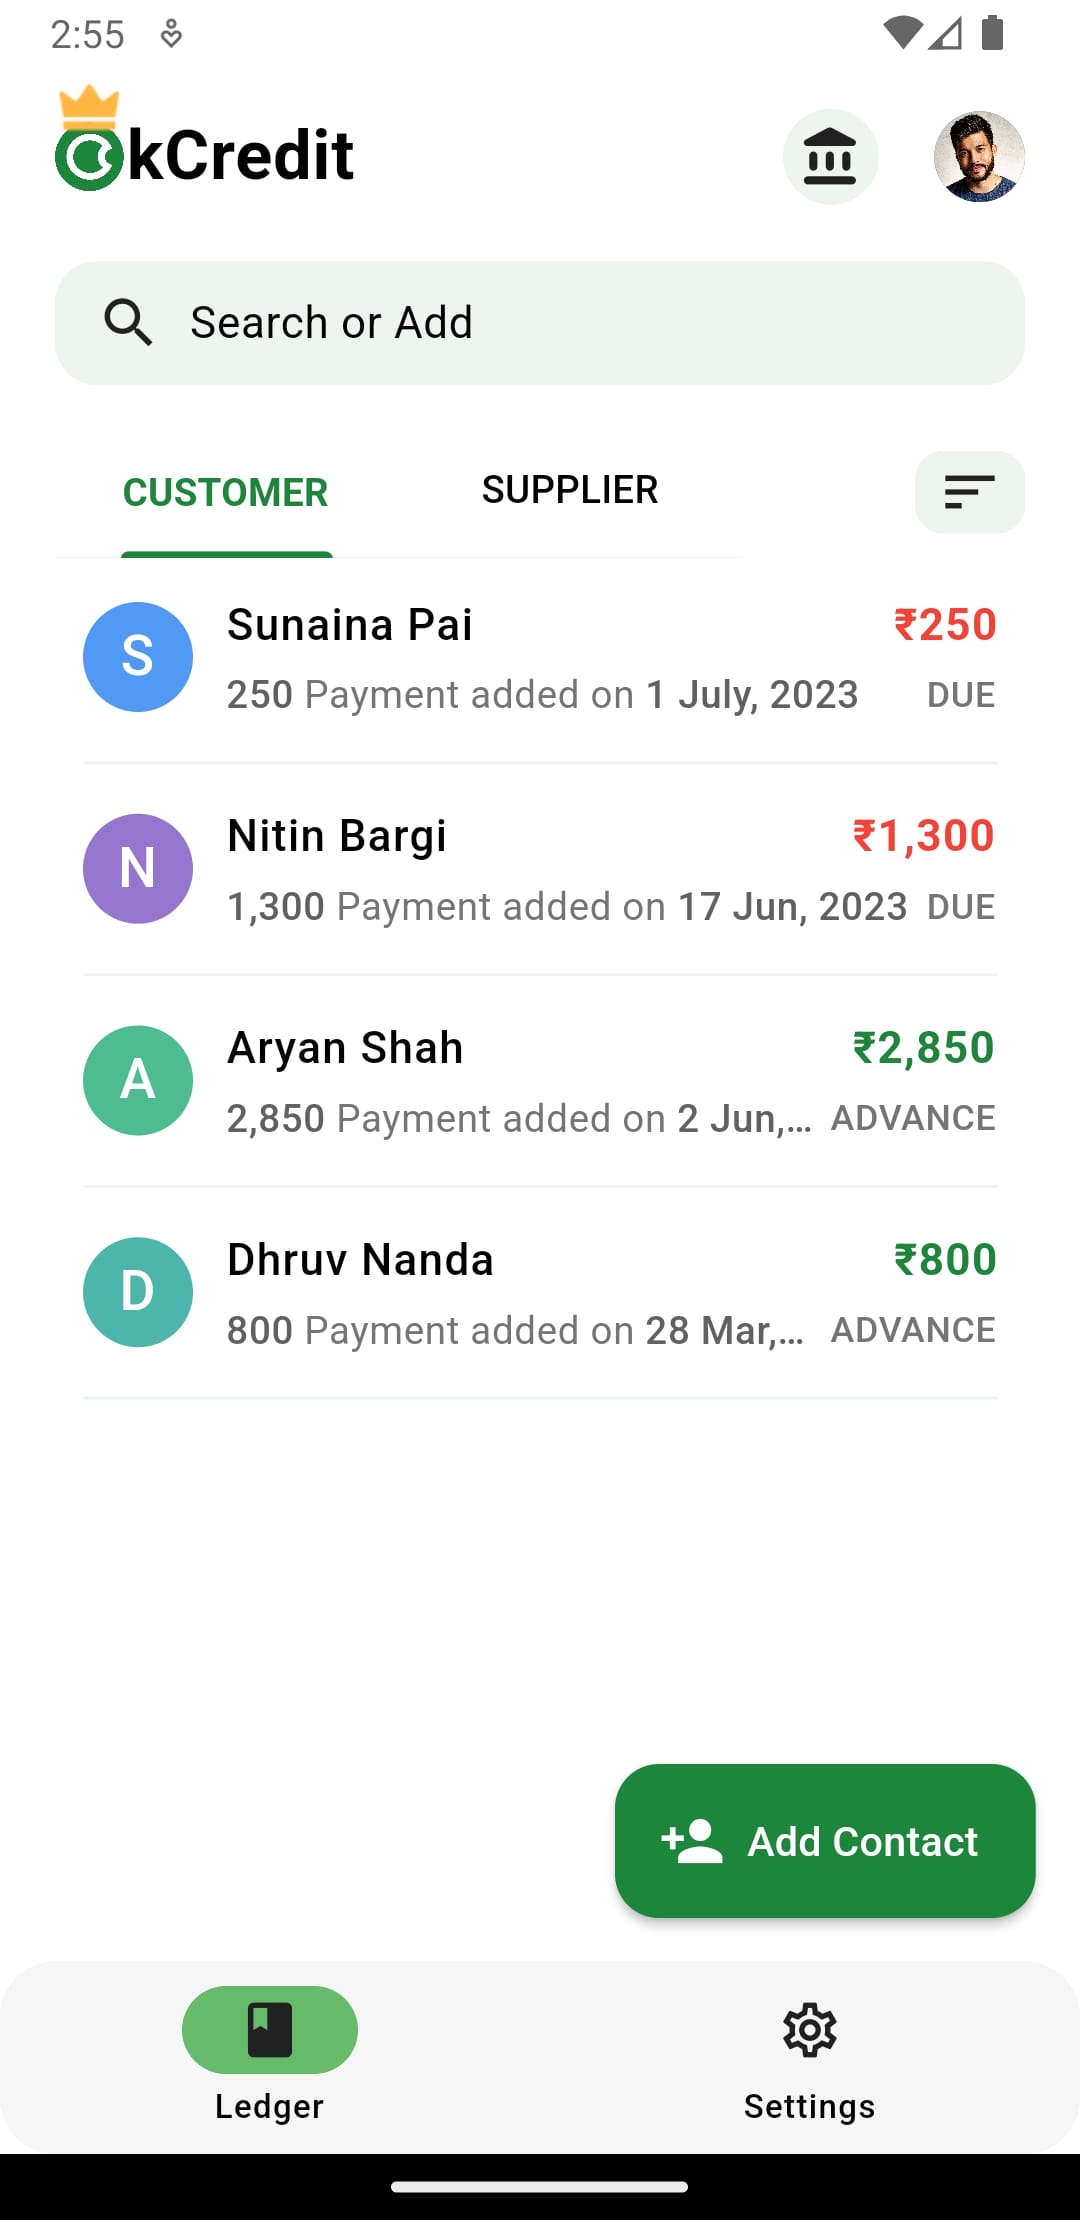 2:55
OkCredit
Search or Add
CUSTOMER
SUPPLIER
S
Sunaina Pai
₹250
250 Payment added on 1 July, 2023
DUE
N
Nitin Bargi
₹1,300
1,300 Payment added on 17 Jun, 2023
DUE
A
Aryan Shah
₹2,850
2,850 Payment added on 2 Jun,...
ADVANCE
D
Dhruv Nanda
₹800
800 Payment added on 28 Mar,...
ADVANCE
Add Contact
Ledger
Settings